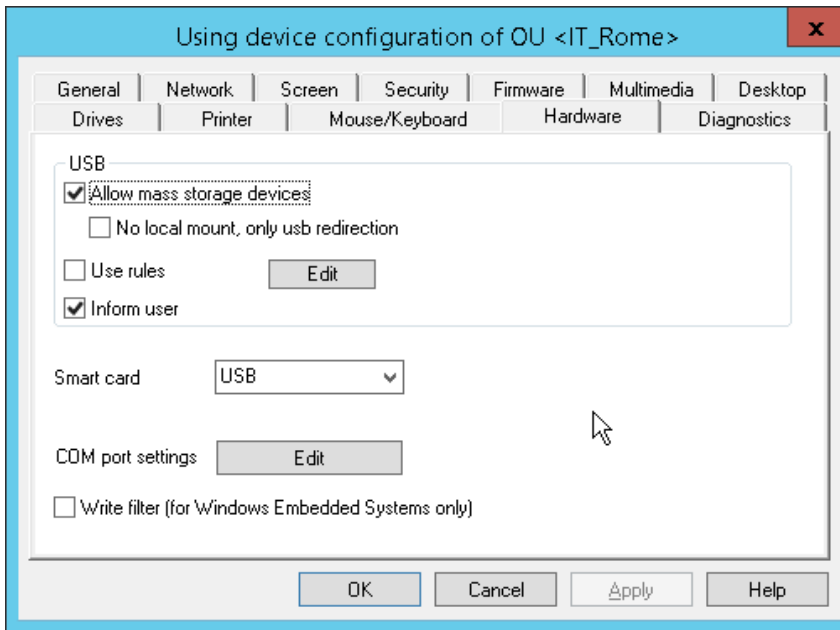 Using device configuration of OU <IT_Rome>
x
General Network Screen Security Firmware Multimedia Desktop
Drives Printer Mouse/Keyboard Hardware Diagnostics
USB
Allow mass storage devices
No local mount, only usb redirection
Use rules Edit
Inform user
Smart card USB
COM port settings Edit
Write filter (for Windows Embedded Systems only)
OK Cancel Apply Help